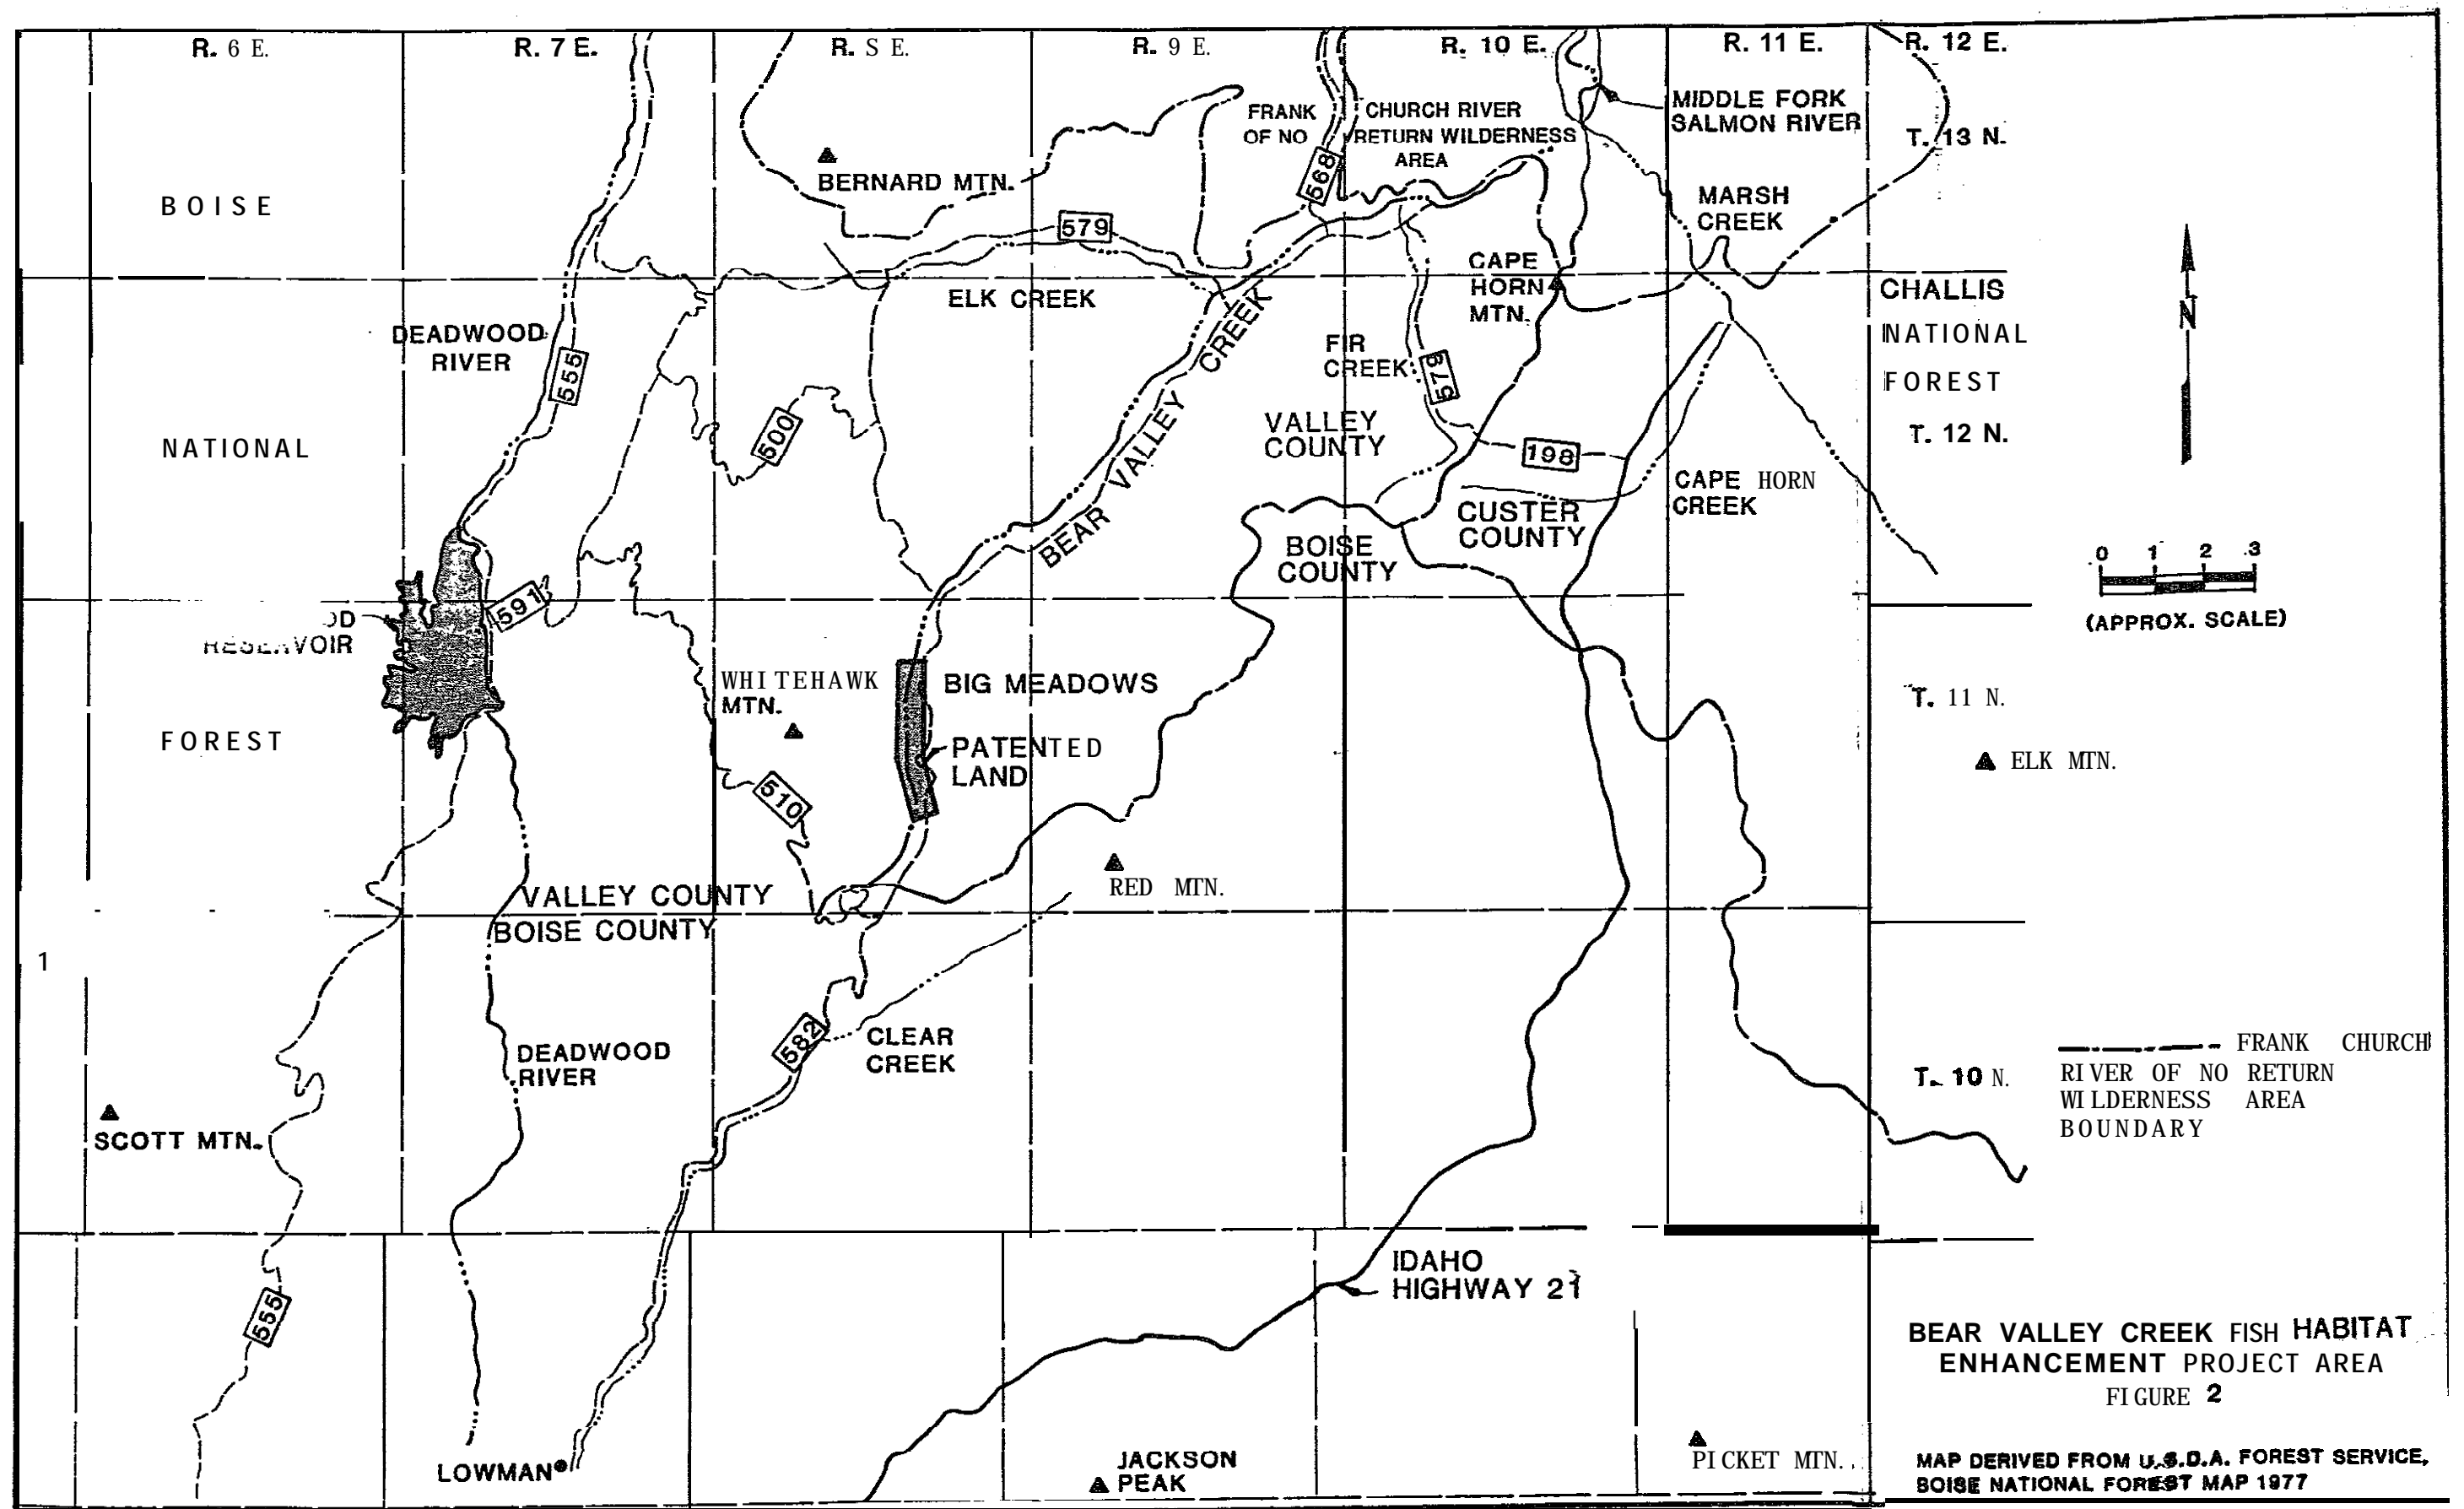 R. 6 E.
R. 7 E.
R. S E.
R. 9 E.
R. 10 E.
R. 11 E.
R. 12 E.
MIDDLE FORK
SALMON RIVER
FRANK
CHURCH RIVER
OF NO
RETURN WILDERNESS
AREA
T. 13 N.
568
BERNARD MTN.
BOISE
MARSH
CREEK
579
CAPE
HORN
MTN.
ELK CREEK
CHALLIS
NATIONAL
FOREST
N
DEADWOOD
RIVER
555
FIR
CREEK
579
BEAR VALLEY CREEK
500
VALLEY
COUNTY
T. 12 N.
NATIONAL
198
CAPE HORN
CREEK
CUSTER
COUNTY
BOISE
COUNTY
0 1 2 3
(APPROX. SCALE)
591
OD
RESERVOIR
WHITEHAWK
MTN.
BIG MEADOWS
T. 11 N.
FOREST
PATENTED
LAND
ELK MTN.
510
RED MTN.
VALLEY COUNTY
BOISE COUNTY
1
582
CLEAR
CREEK
DEADWOOD
RIVER
FRANK CHURCH
RIVER OF NO RETURN
WILDERNESS AREA
BOUNDARY
T. 10 N.
SCOTT MTN.
IDAHO
HIGHWAY 21
555
BEAR VALLEY CREEK FISH HABITAT
ENHANCEMENT PROJECT AREA
FIGURE 2
LOWMAN
JACKSON
PEAK
PICKET MTN.
MAP DERIVED FROM U.S.D.A. FOREST SERVICE,
BOISE NATIONAL FOREST MAP 1977